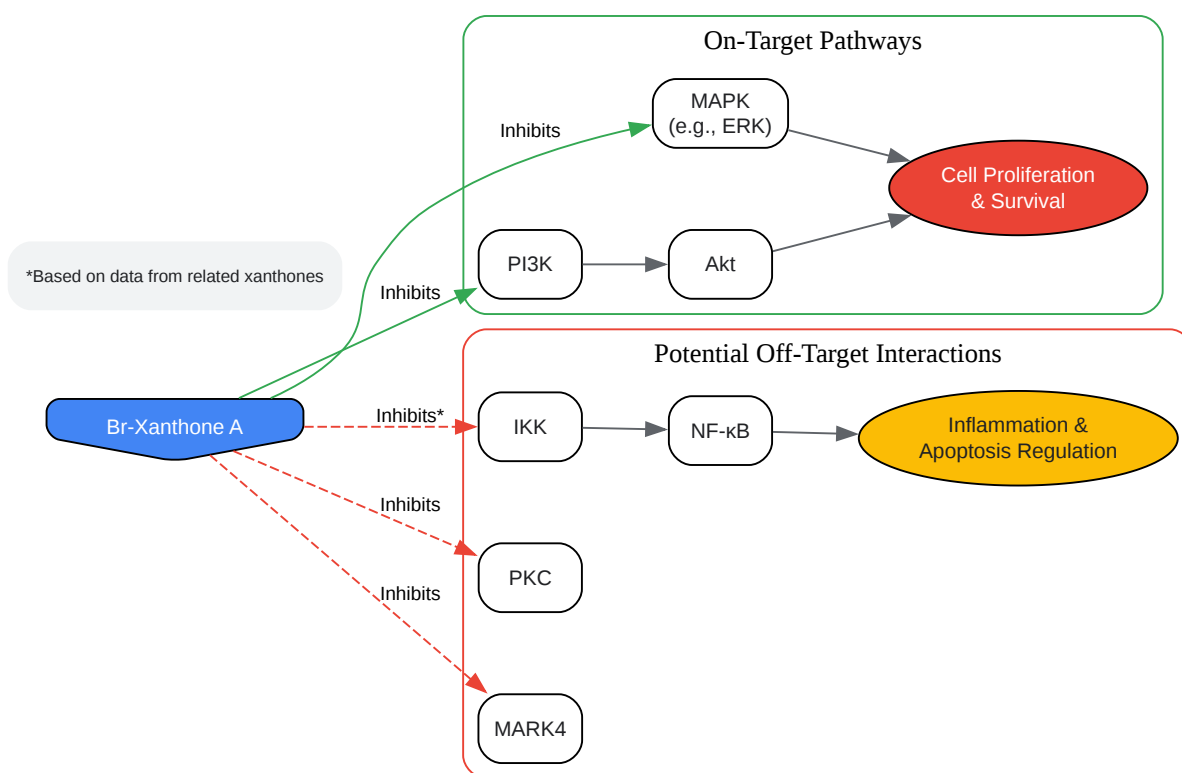 On-Target Pathways
MAPK
(e.g., ERK)
Inhibits
Cell Proliferation
& Survival
PI3K
Akt
*Based on data from related xanthones
Inhibits
Potential Off-Target Interactions
Br-Xanthone A
Inhibits*
IKK
NF-κB
Inflammation &
Apoptosis Regulation
Inhibits
PKC
Inhibits
MARK4